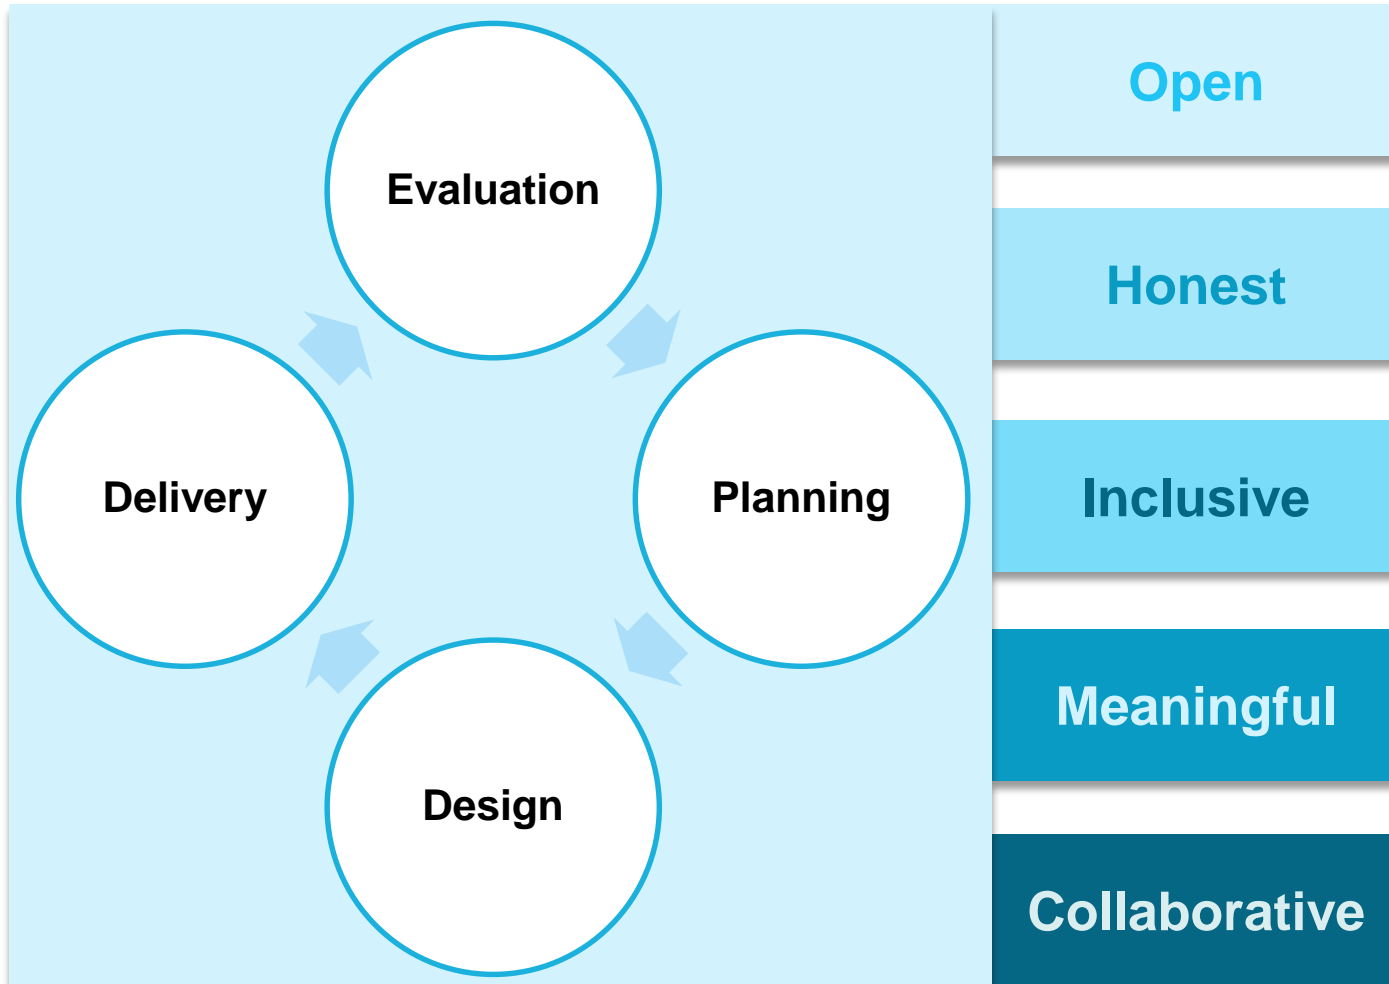 Evaluation
Planning
Design
Delivery
Open
Honest
Inclusive
Meaningful
Collaborative